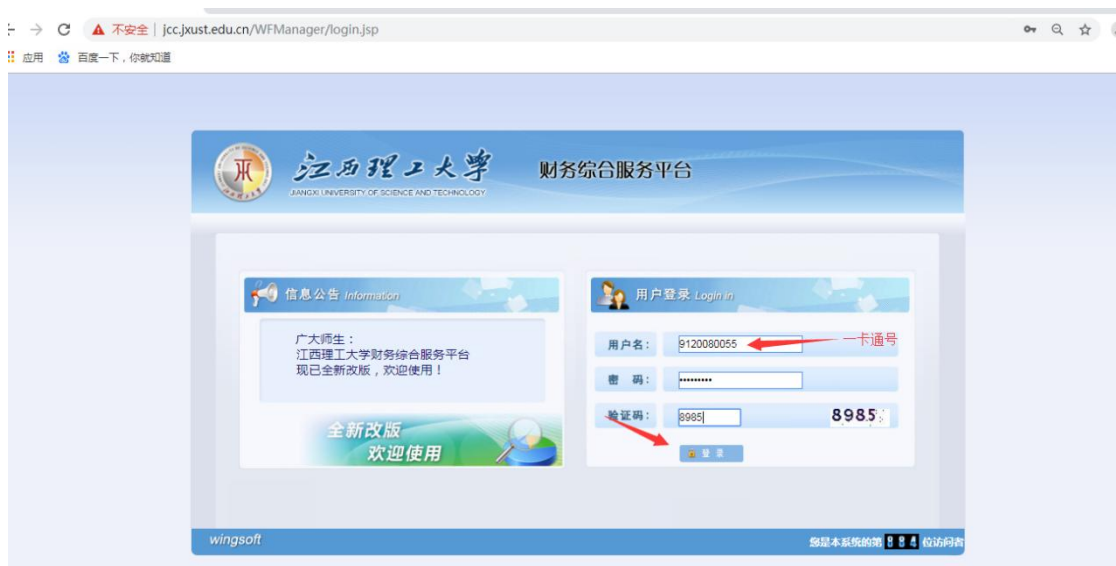 不安全 | jcc.jxust.edu.cn/WFManager/login.jsp
应用 百度一下，你就知道
江西理工大学 财务综合服务平台
JIANGXI UNIVERSITY OF SCIENCE AND TECHNOLOGY
信息公告 Information
广大师生：
江西理工大学财务综合服务平台
现已全新改版，欢迎使用！
全新改版
欢迎使用
用户登录 Login in
用户名： 9120080055 一卡通号
密 码： •••••••••
验证码： 8985 8985
登 录
wingsoft 您是本系统的第 884 位访问者